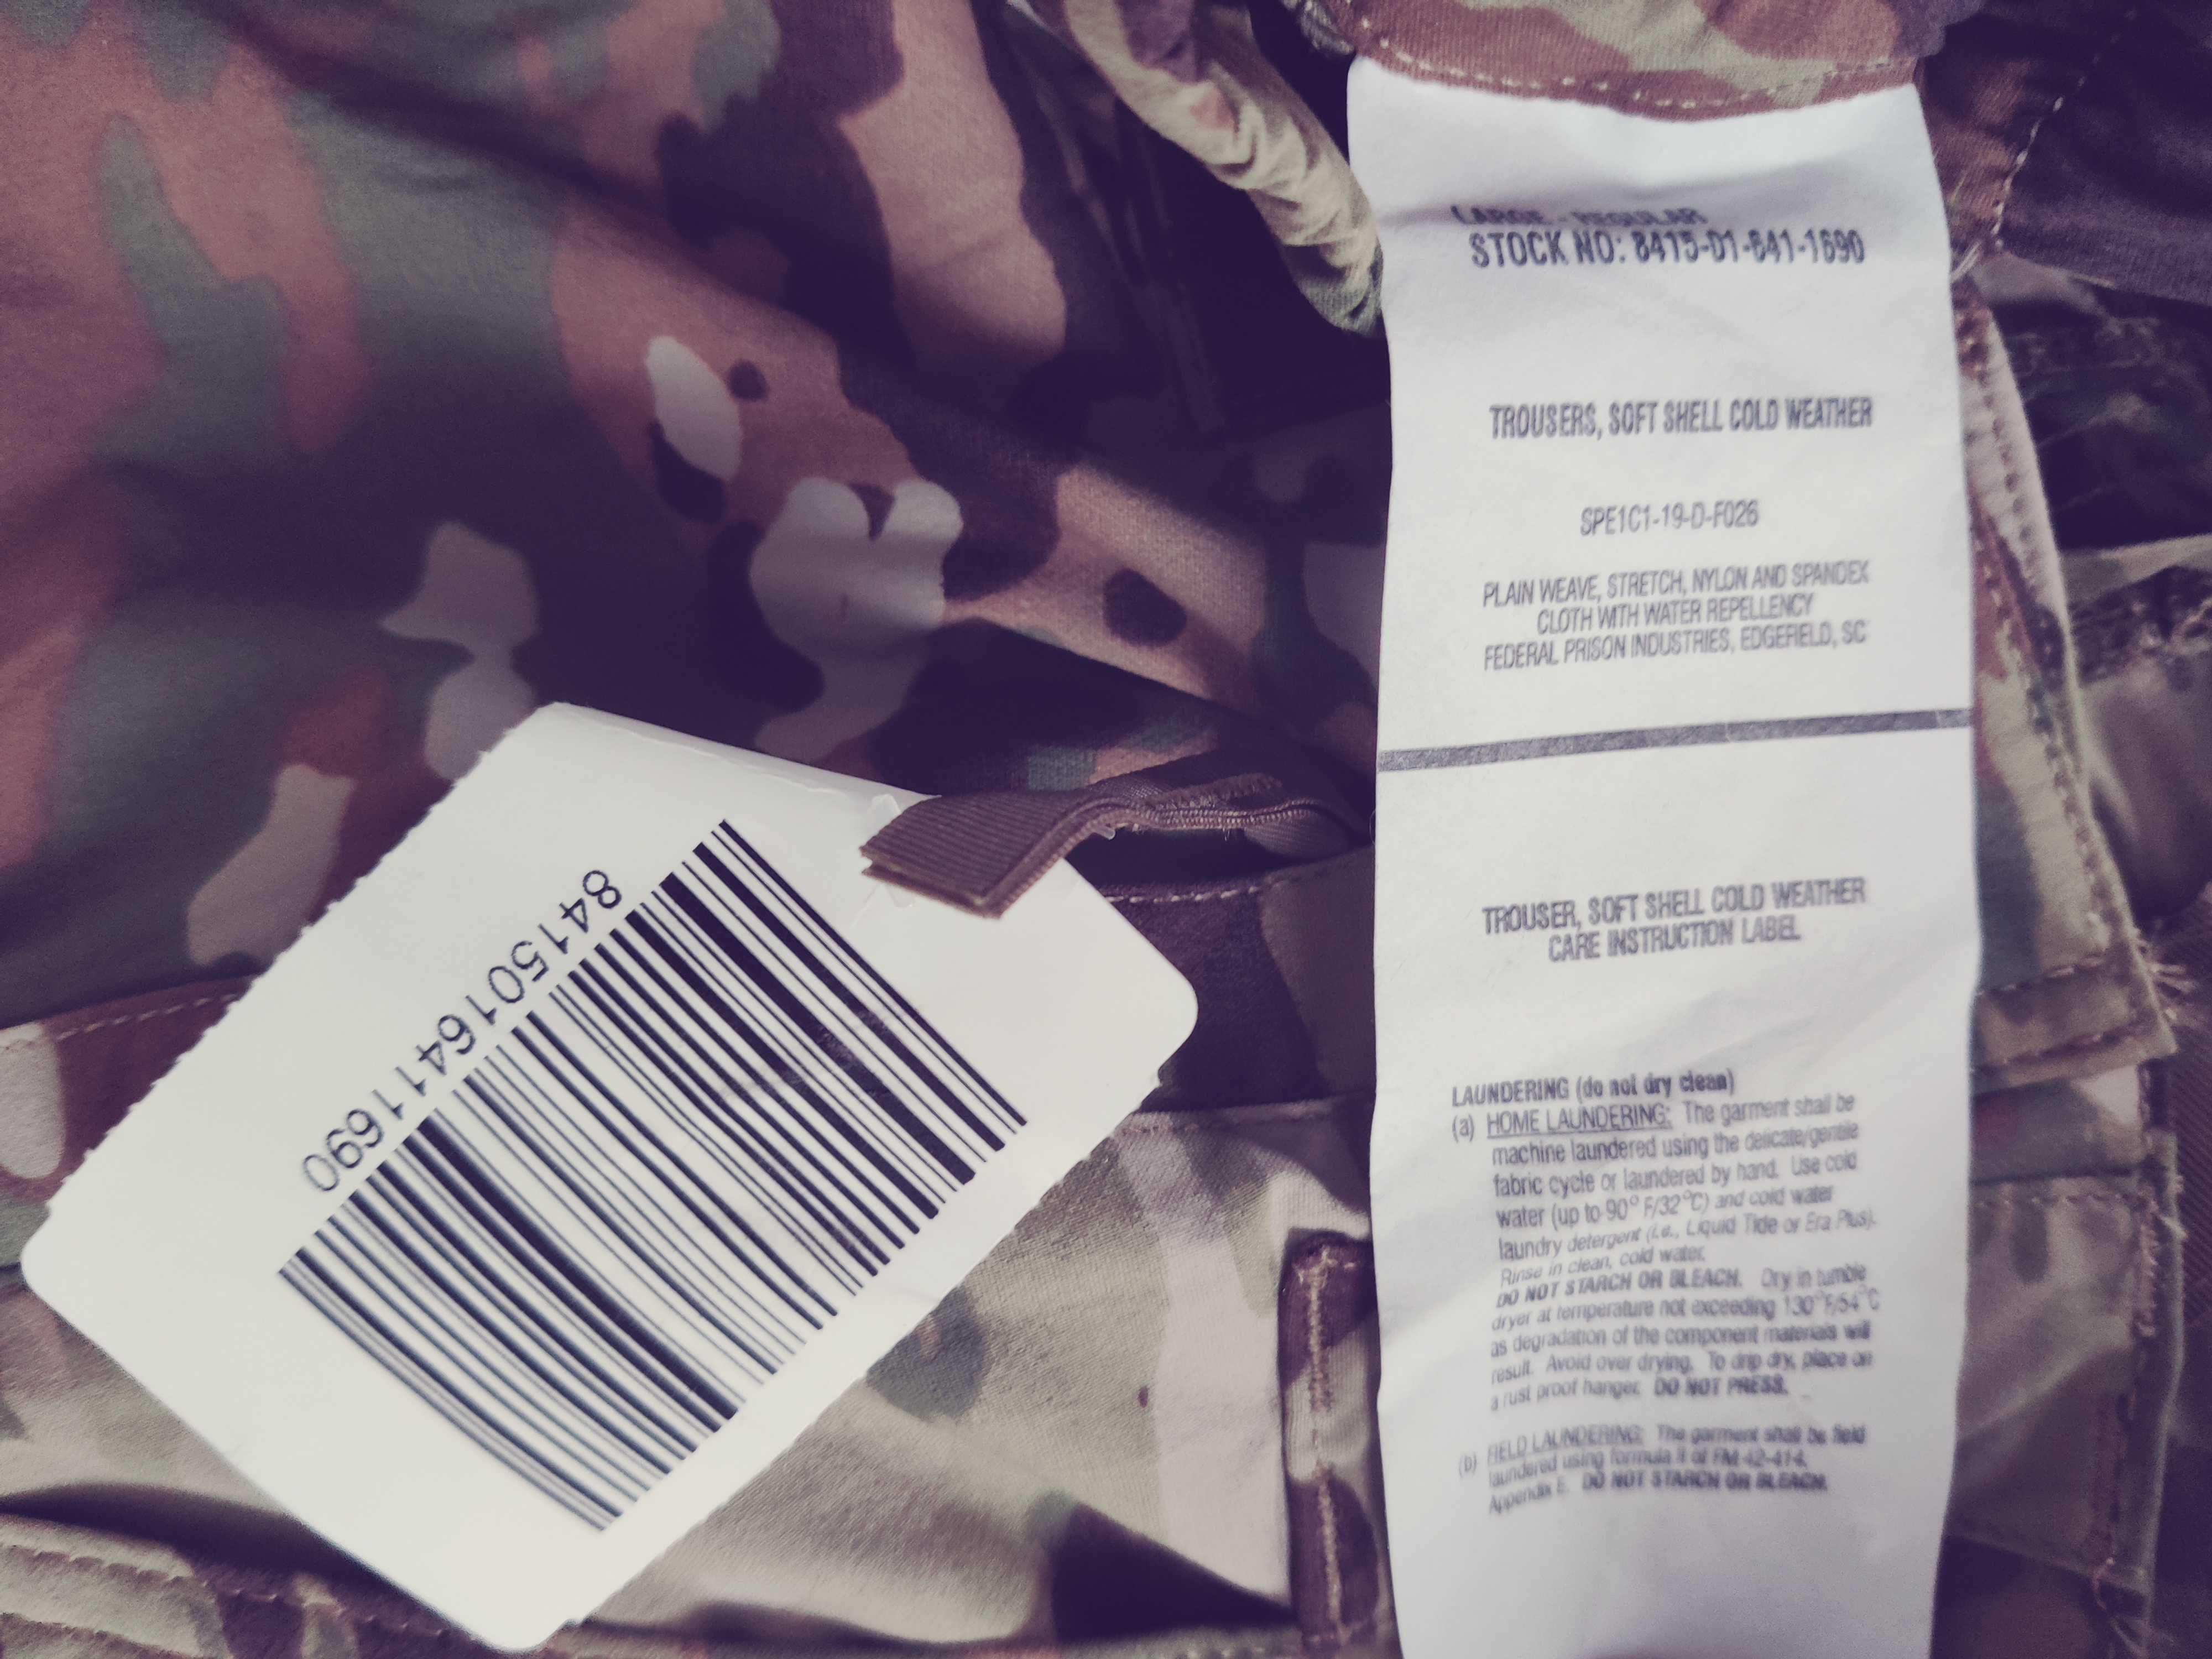 LARGE - REGULAR
STOCK NO: 8415-01-641-1690
TROUSERS, SOFT SHELL COLD WEATHER
SPE1C1-19-D-F026
PLAIN WEAVE, STRETCH, NYLON AND SPANDEX
CLOTH WITH WATER REPELLENCY
FEDERAL PRISON INDUSTRIES, EDGEFIELD, SC
TROUSER, SOFT SHELL COLD WEATHER
CARE INSTRUCTION LABEL
LAUNDERING (do not dry clean)
(a) HOME LAUNDERING: The garment shall be
machine laundered using the delicate/gentle
fabric cycle or laundered by hand. Use cold
water (up to 90° F/32°C) and cold water
laundry detergent (i.e., Liquid Tide or Era Plus).
Rinse in clean, cold water.
DO NOT STARCH OR BLEACH. Dry in tumble
dryer at temperature not exceeding 130°F/54°C
as degradation of the component materials will
result. Avoid over drying. To drip dry, place on
a rust proof hanger. DO NOT PRESS.
(b) FIELD LAUNDERING: The garment shall be field
laundered using formula II of FM 42-414,
Appendix E. DO NOT STARCH OR BLEACH.
8415016411690